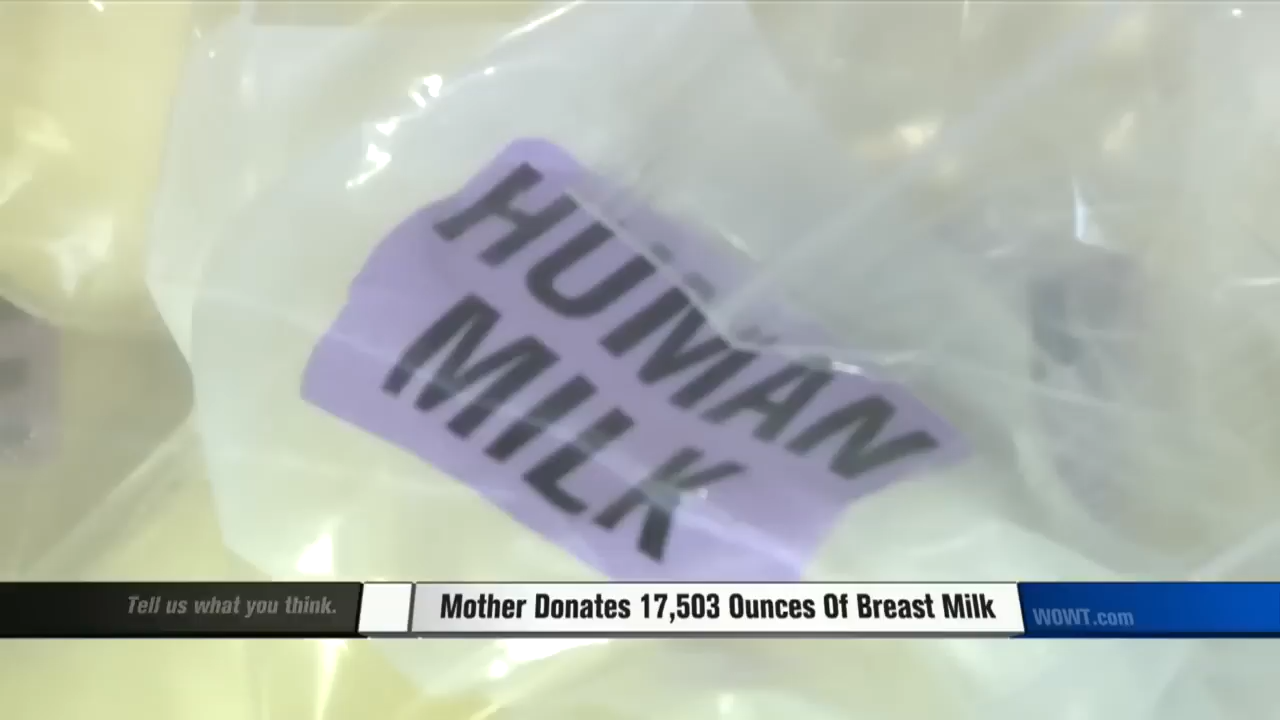 HUMAN
MILK
Tell us what you think.
Mother Donates 17,503 Ounces Of Breast Milk
WOWT.com